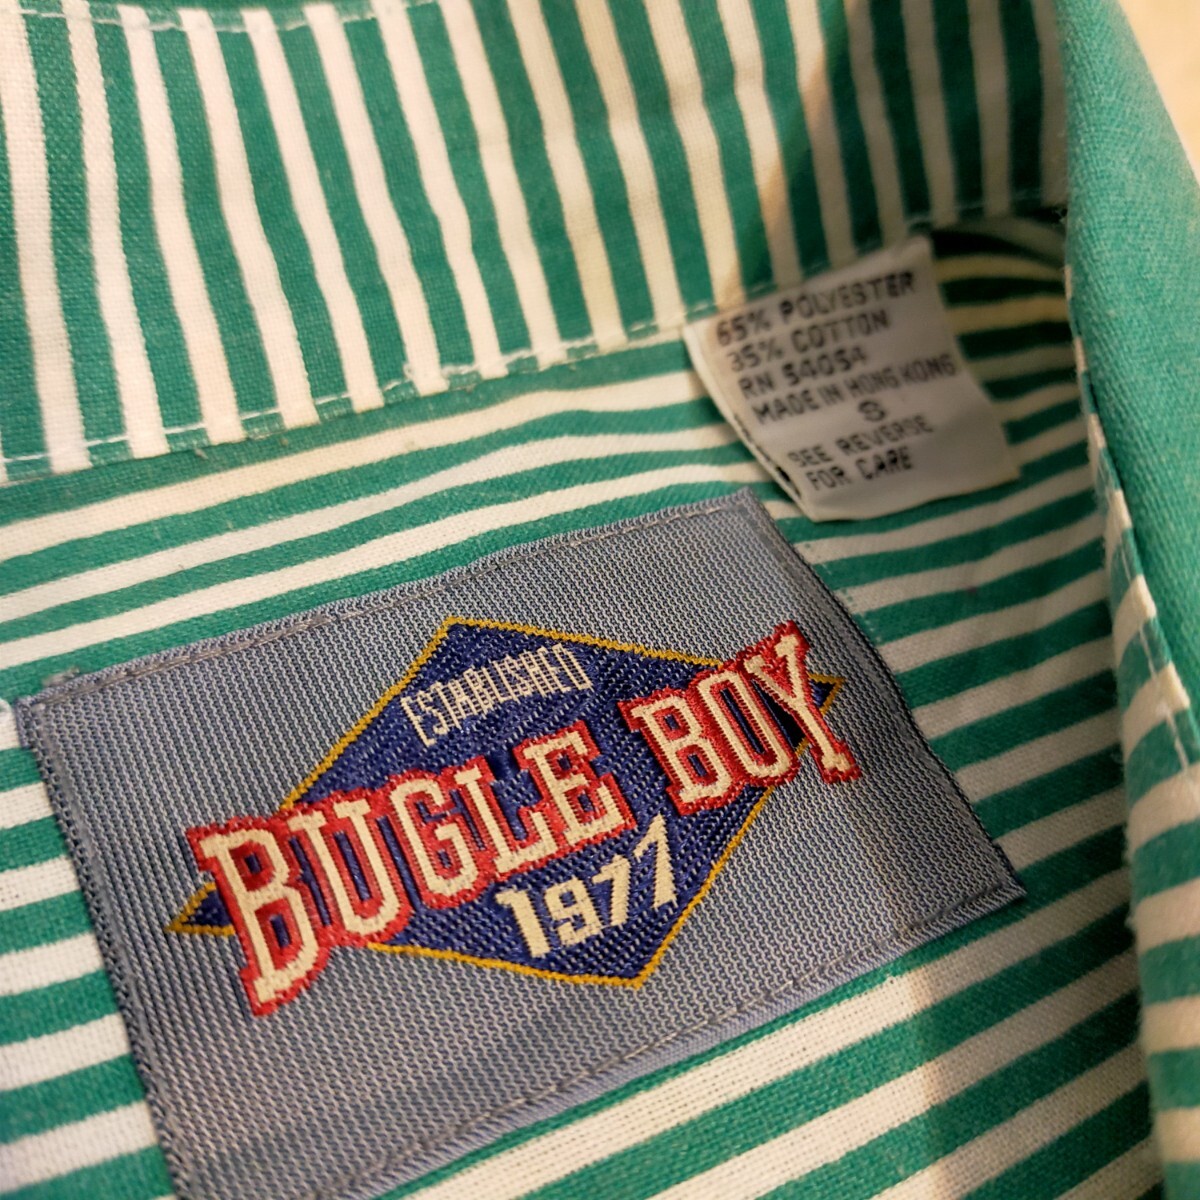 65% POLYESTER
35% COTTON
RN 54054
MADE IN HONG KONG
S
SEE REVERSE
FOR CARE
ESTABLISHED
BUGLE BOY
1977